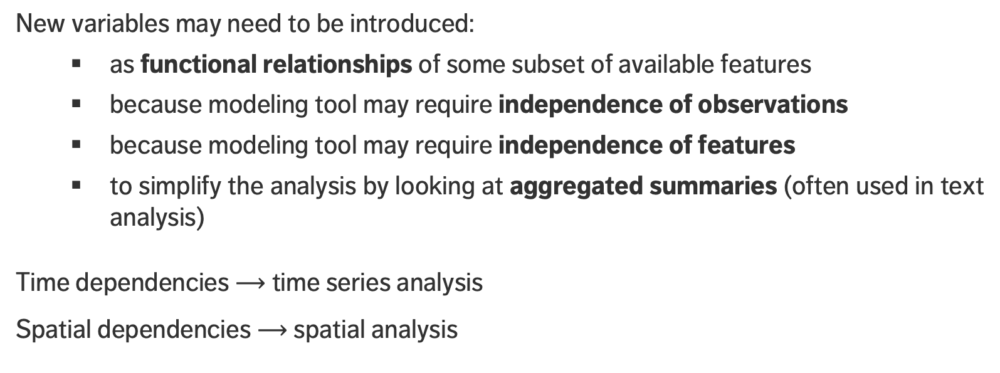 New variables may need to be introduced:
▪ as functional relationships of some subset of available features
▪ because modeling tool may require independence of observations
▪ because modeling tool may require independence of features
▪ to simplify the analysis by looking at aggregated summaries (often used in text
analysis)
Time dependencies ⟶ time series analysis
Spatial dependencies ⟶ spatial analysis